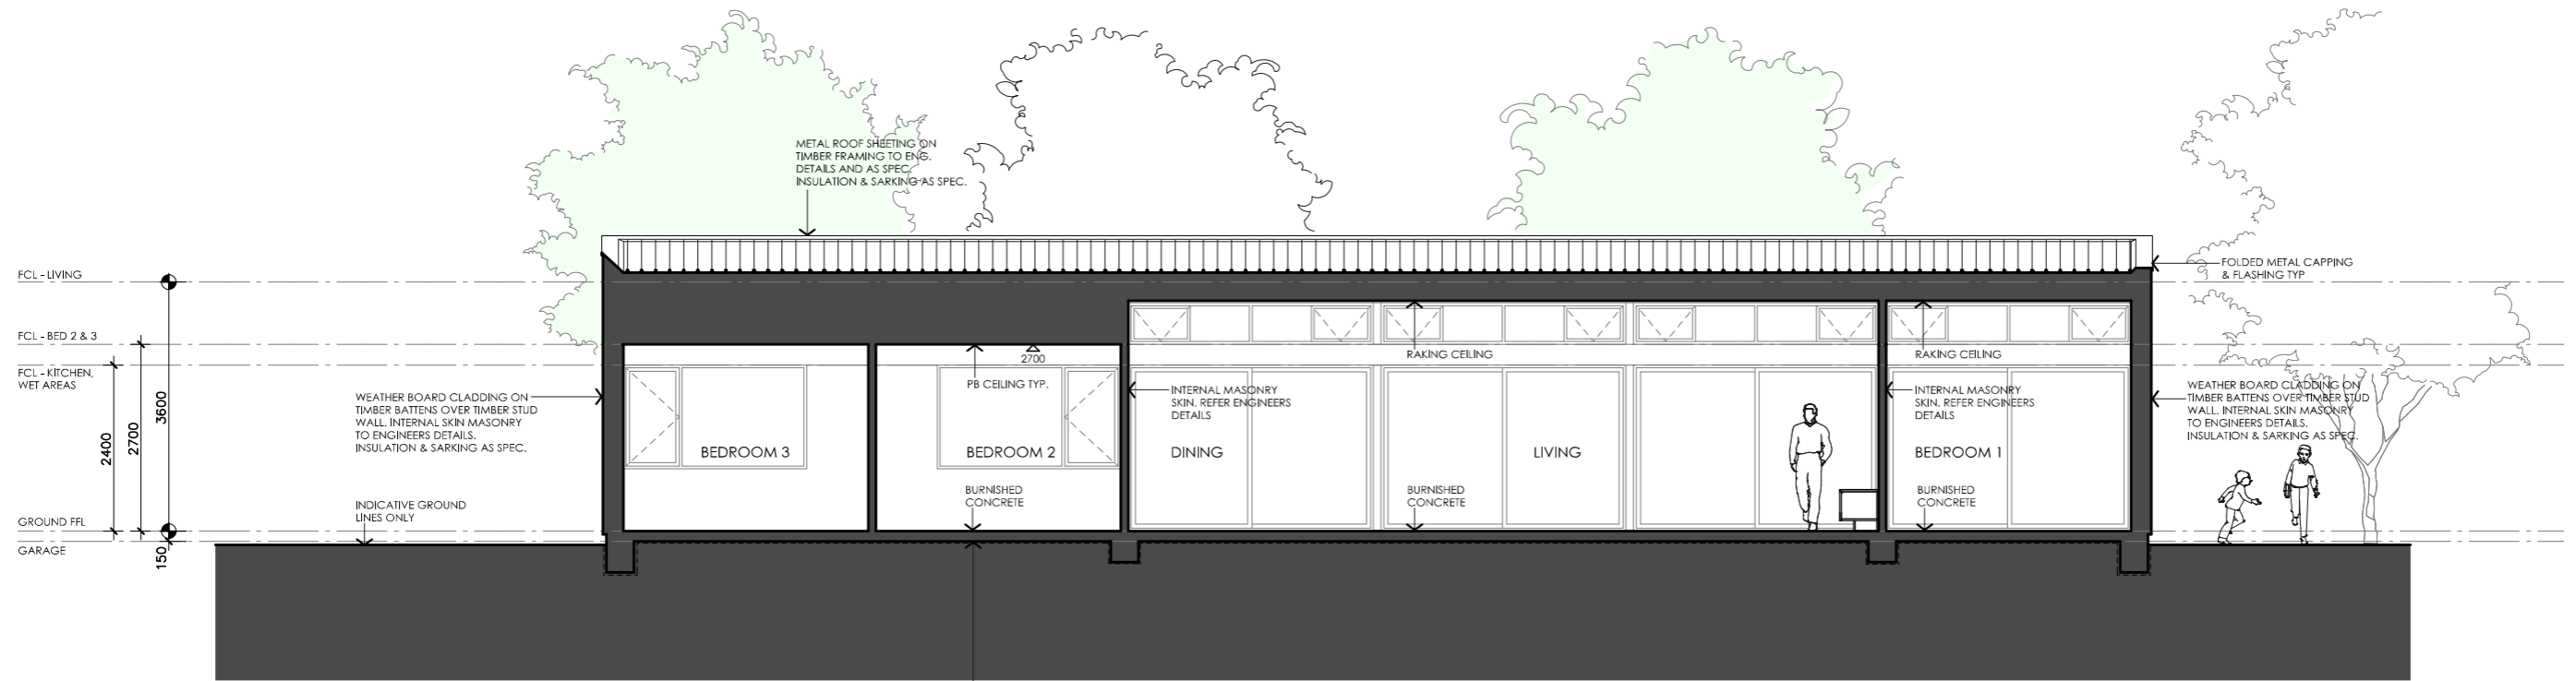 METAL ROOF SHEETING ON
TIMBER FRAMING TO ENG.
DETAILS AND AS SPEC.
INSULATION & SARKING AS SPEC.
FCL - LIVING
FCL - BED 2 & 3
FCL - KITCHEN,
WET AREAS
GROUND FFL
GARAGE
2400
2700
3600
150
WEATHER BOARD CLADDING ON
TIMBER BATTENS OVER TIMBER STUD
WALL. INTERNAL SKIN MASONRY
TO ENGINEERS DETAILS.
INSULATION & SARKING AS SPEC.
INDICATIVE GROUND
LINES ONLY
BEDROOM 3
2700
PB CEILING TYP.
BEDROOM 2
BURNISHED
CONCRETE
INTERNAL MASONRY
SKIN. REFER ENGINEERS
DETAILS
DINING
RAKING CEILING
BURNISHED
CONCRETE
LIVING
RAKING CEILING
INTERNAL MASONRY
SKIN. REFER ENGINEERS
DETAILS
BEDROOM 1
BURNISHED
CONCRETE
FOLDED METAL CAPPING
& FLASHING TYP
WEATHER BOARD CLADDING ON
TIMBER BATTENS OVER TIMBER STUD
WALL. INTERNAL SKIN MASONRY
TO ENGINEERS DETAILS.
INSULATION & SARKING AS SPEC.